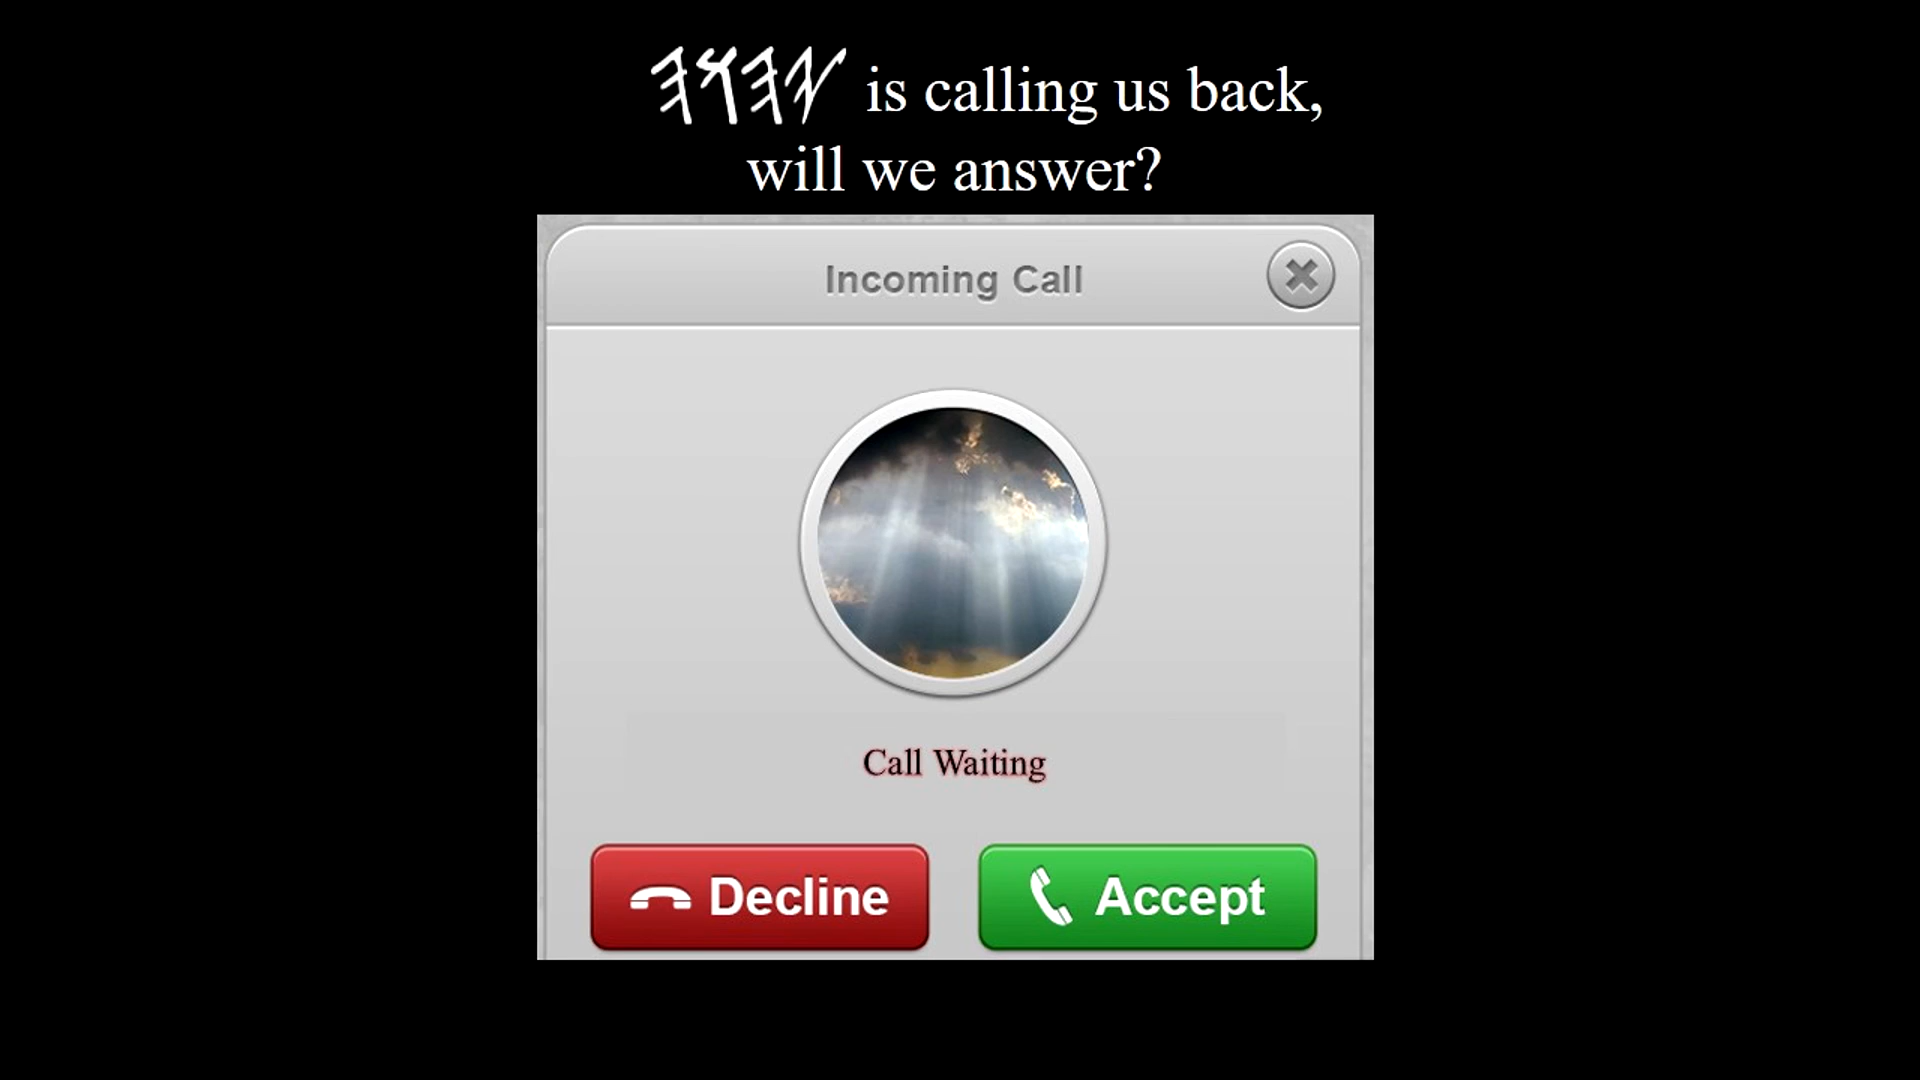 𐤉𐤄𐤅𐤄 is calling us back,
will we answer?
Incoming Call
Call Waiting
Decline
Accept